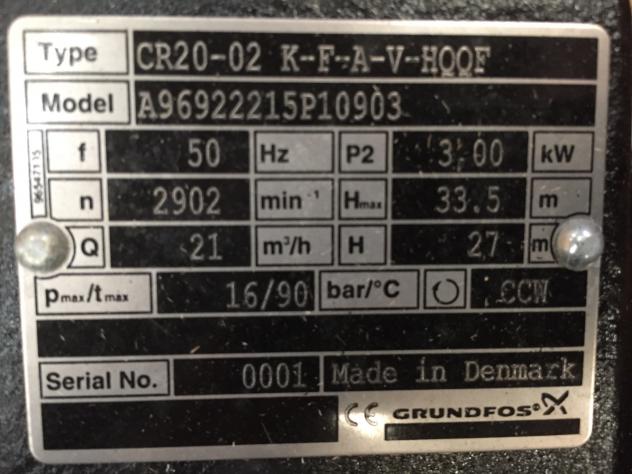 Type CR20-02 K-F-A-V-HQQF
Model A96922215P10903
f 50 Hz P2 3,00 kW
n 2902 min⁻¹ Hmax 33.5 m
Q 21 m³/h H 27 m
pmax/tmax 16/90 bar/°C CCW
Serial No. 0001 Made in Denmark
CE GRUNDFOS®
96547115